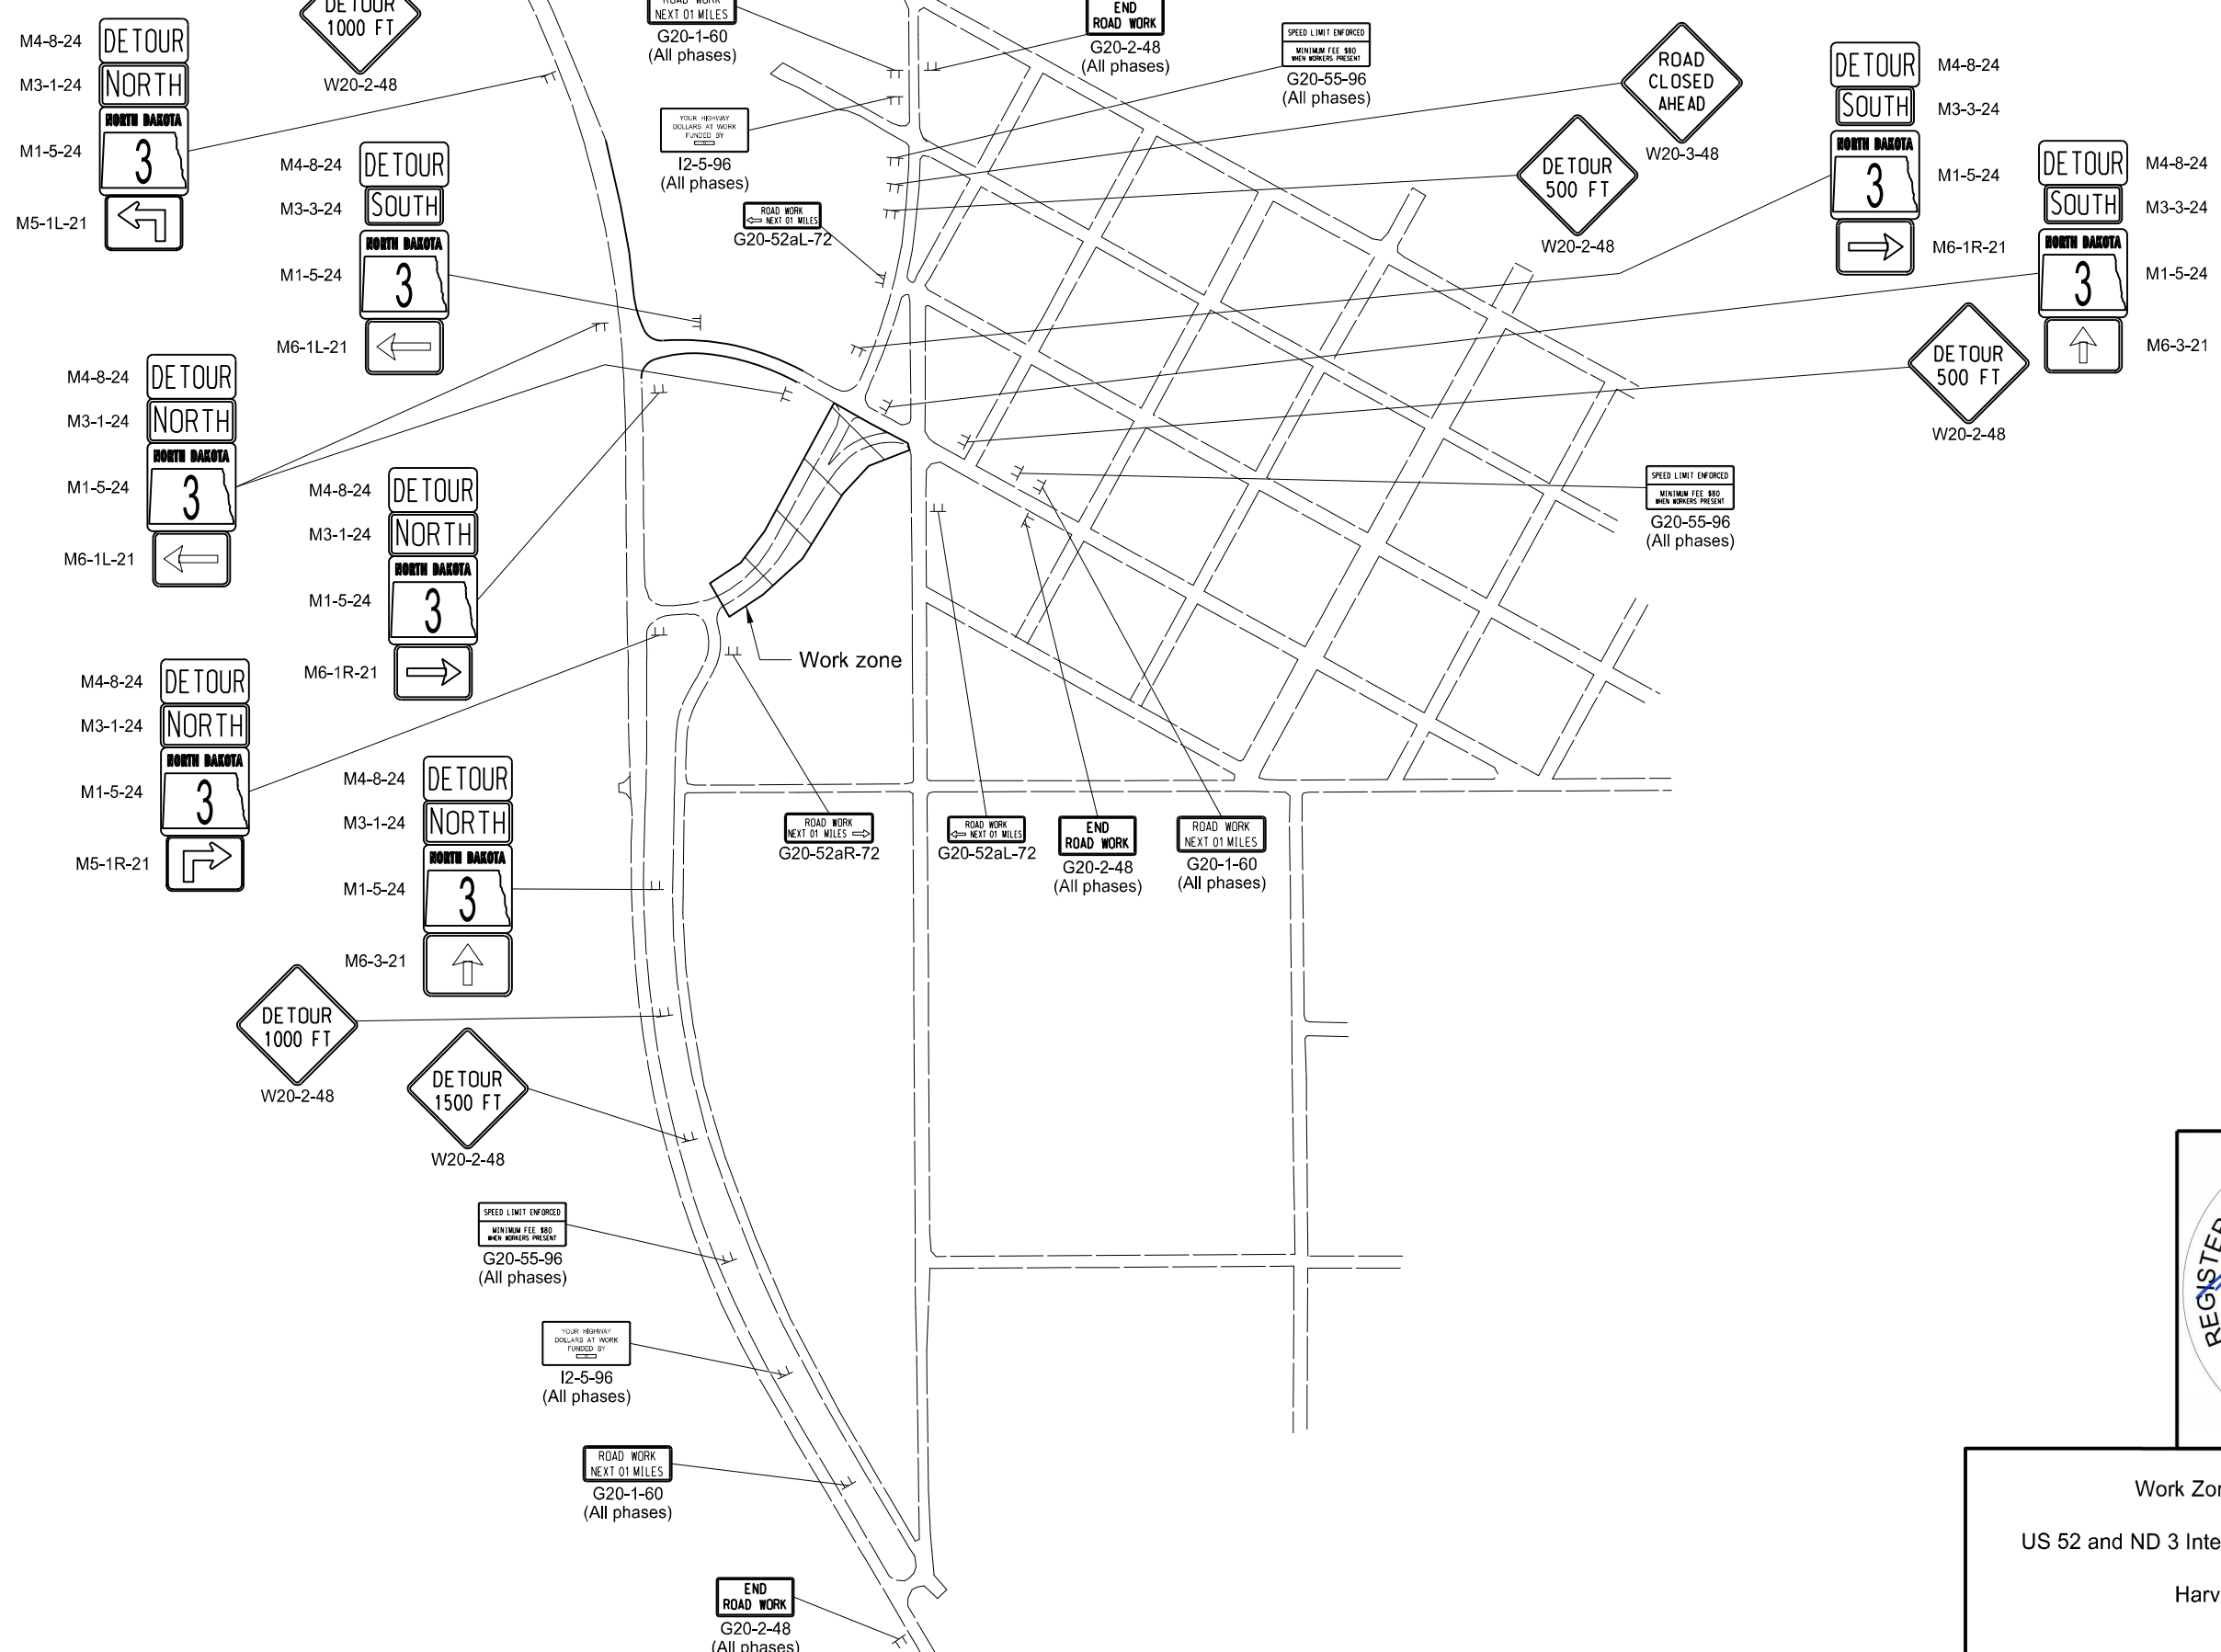 DETOUR
1000 FT
W20-2-48
ROAD WORK
NEXT 01 MILES
G20-1-60
(All phases)
END
ROAD WORK
G20-2-48
(All phases)
SPEED LIMIT ENFORCED
MINIMUM FEE $80
WHEN WORKERS PRESENT
G20-55-96
(All phases)
ROAD
CLOSED
AHEAD
W20-3-48
M4-8-24
DETOUR
M3-1-24
NORTH
NORTH DAKOTA
M1-5-24
3
M5-1L-21
YOUR HIGHWAY
DOLLARS AT WORK
FUNDED BY
I2-5-96
(All phases)
DETOUR
500 FT
W20-2-48
DETOUR
M4-8-24
SOUTH
M3-3-24
NORTH DAKOTA
3
M1-5-24
M6-1R-21
DETOUR
M4-8-24
SOUTH
M3-3-24
NORTH DAKOTA
3
M1-5-24
M6-3-21
M4-8-24
DETOUR
M3-3-24
SOUTH
NORTH DAKOTA
M1-5-24
3
M6-1L-21
ROAD WORK
NEXT 01 MILES
G20-52aL-72
DETOUR
500 FT
W20-2-48
M4-8-24
DETOUR
M3-1-24
NORTH
NORTH DAKOTA
M1-5-24
3
M6-1L-21
M4-8-24
DETOUR
M3-1-24
NORTH
NORTH DAKOTA
M1-5-24
3
M6-1R-21
SPEED LIMIT ENFORCED
MINIMUM FEE $80
WHEN WORKERS PRESENT
G20-55-96
(All phases)
Work zone
M4-8-24
DETOUR
M3-1-24
NORTH
NORTH DAKOTA
M1-5-24
3
M5-1R-21
M4-8-24
DETOUR
M3-1-24
NORTH
NORTH DAKOTA
M1-5-24
3
M6-3-21
ROAD WORK
NEXT 01 MILES
G20-52aR-72
ROAD WORK
NEXT 01 MILES
G20-52aL-72
END
ROAD WORK
G20-2-48
(All phases)
ROAD WORK
NEXT 01 MILES
G20-1-60
(All phases)
DETOUR
1000 FT
W20-2-48
DETOUR
1500 FT
W20-2-48
SPEED LIMIT ENFORCED
MINIMUM FEE $80
WHEN WORKERS PRESENT
G20-55-96
(All phases)
YOUR HIGHWAY
DOLLARS AT WORK
FUNDED BY
I2-5-96
(All phases)
ROAD WORK
NEXT 01 MILES
G20-1-60
(All phases)
END
ROAD WORK
G20-2-48
(All phases)
REGISTER
Work Zon
US 52 and ND 3 Inte
Harv